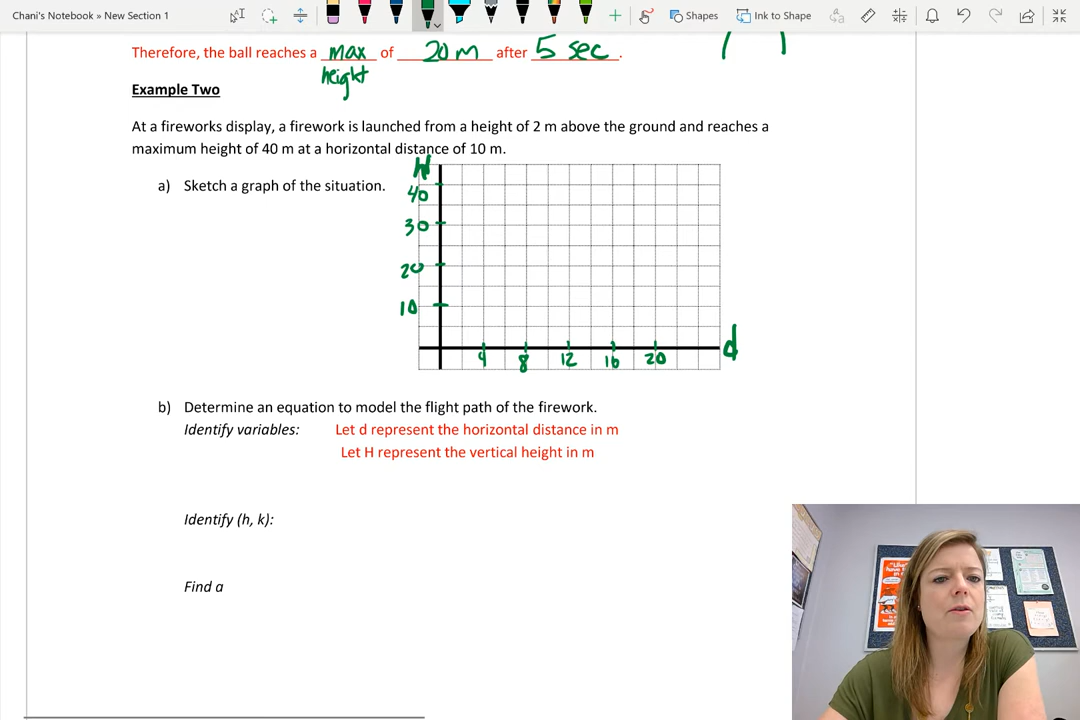 Chani's Notebook » New Section 1
Shapes
Ink to Shape
Therefore, the ball reaches a max of 20 m after 5 sec.
height
Example Two
At a fireworks display, a firework is launched from a height of 2 m above the ground and reaches a
maximum height of 40 m at a horizontal distance of 10 m.
a) Sketch a graph of the situation.
H
40
30
20
10
4 8 12 16 20
d
b) Determine an equation to model the flight path of the firework.
Identify variables: Let d represent the horizontal distance in m
Let H represent the vertical height in m
Identify (h, k):
Find a